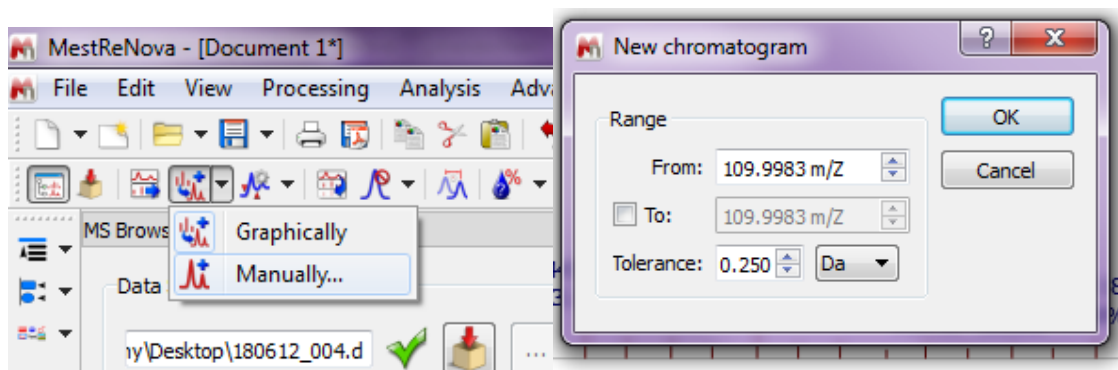 MestReNova - [Document 1*]
File Edit View Processing Analysis Adv
%
MS Brows
Graphically
Manually...
Data
ny\Desktop\180612_004.d
...
New chromatogram
?
X
Range
From: 109.9983 m/Z
To: 109.9983 m/Z
Tolerance: 0.250 Da
OK
Cancel